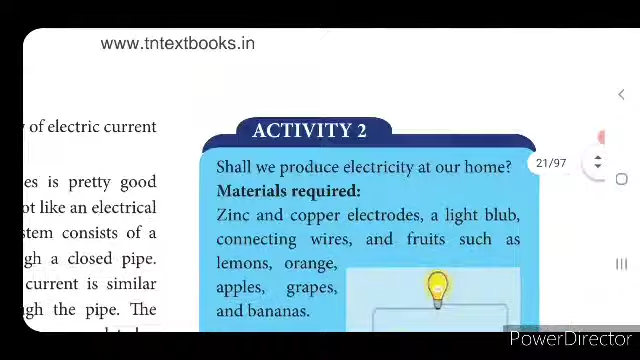 www.tntextbooks.in
y of electric current
es is pretty good
ot like an electrical
stem consists of a
gh a closed pipe.
current is similar
ugh the pipe. The
ACTIVITY 2
Shall we produce electricity at our home?
Materials required:
Zinc and copper electrodes, a light blub,
connecting wires, and fruits such as
lemons, orange,
apples, grapes,
and bananas.
21/97
PowerDirector